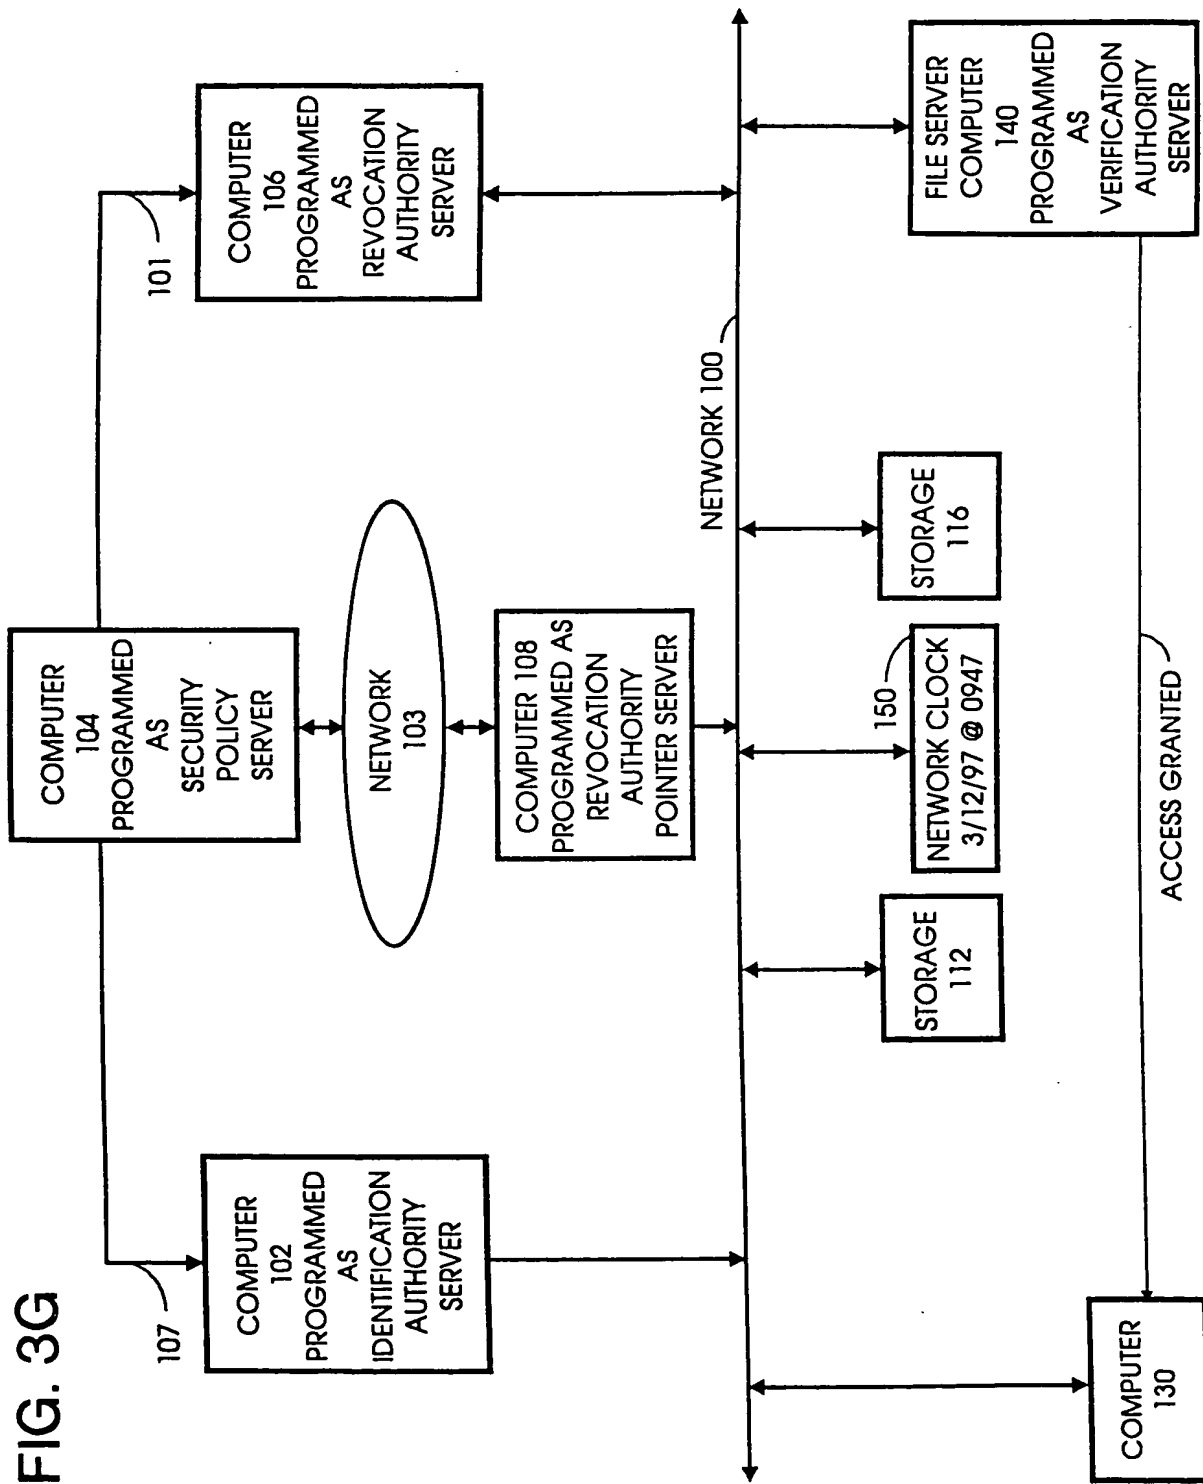 FIG. 3G
COMPUTER
104
PROGRAMMED
AS
SECURITY
POLICY
SERVER
107
101
COMPUTER
102
PROGRAMMED
AS
IDENTIFICATION
AUTHORITY
SERVER
NETWORK
103
COMPUTER
106
PROGRAMMED
AS
REVOCATION
AUTHORITY
SERVER
COMPUTER 108
PROGRAMMED AS
REVOCATION
AUTHORITY
POINTER SERVER
NETWORK 100
STORAGE
112
150
NETWORK CLOCK
3/12/97 @ 0947
STORAGE
116
FILE SERVER
COMPUTER
140
PROGRAMMED
AS
VERIFICATION
AUTHORITY
SERVER
COMPUTER
130
ACCESS GRANTED